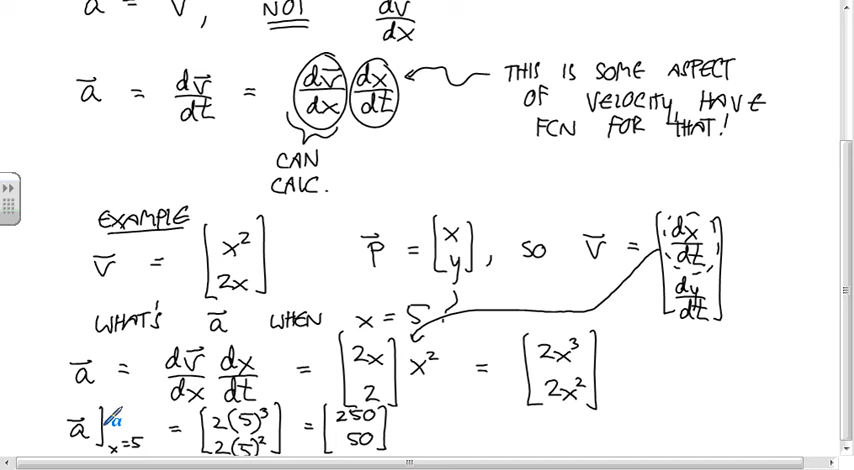 a⃗ = v⃗', NOT dv⃗/dx
a⃗ = dv⃗/dt = dv⃗/dx dx/dt
THIS IS SOME ASPECT
OF VELOCITY, HAVE
FCN FOR THAT!
CAN
CALC.
EXAMPLE
v⃗ = [x² 2x] P⃗ = [x y], SO v⃗ = [dx/dt dy/dt]
WHAT'S a⃗ WHEN x = 5
a⃗ = dv⃗/dx dx/dt = [2x 2] x² = [2x³ 2x²]
a⃗]x=5 = [2(5)³ 2(5)²] = [250 50]